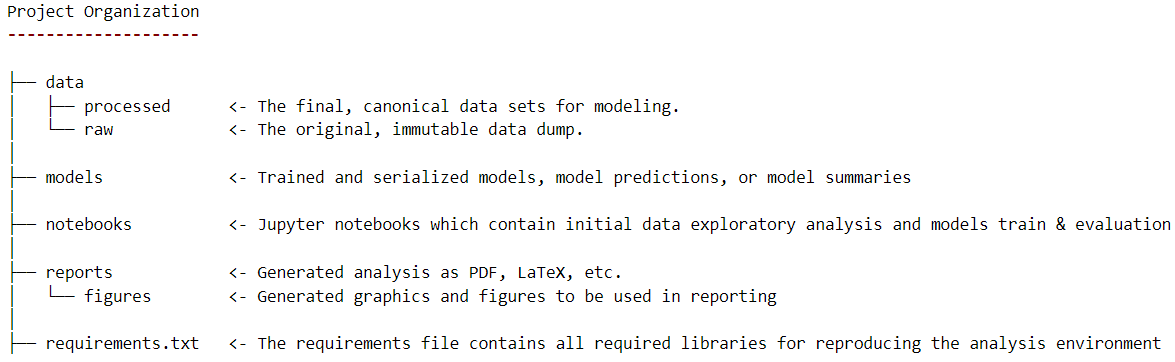 Project Organization
--------------------
├── data
│   ├── processed      <- The final, canonical data sets for modeling.
│   └── raw            <- The original, immutable data dump.
│
├── models             <- Trained and serialized models, model predictions, or model summaries
│
├── notebooks          <- Jupyter notebooks which contain initial data exploratory analysis and models train & evaluation
│
├── reports            <- Generated analysis as PDF, LaTeX, etc.
│   └── figures        <- Generated graphics and figures to be used in reporting
│
├── requirements.txt   <- The requirements file contains all required libraries for reproducing the analysis environment